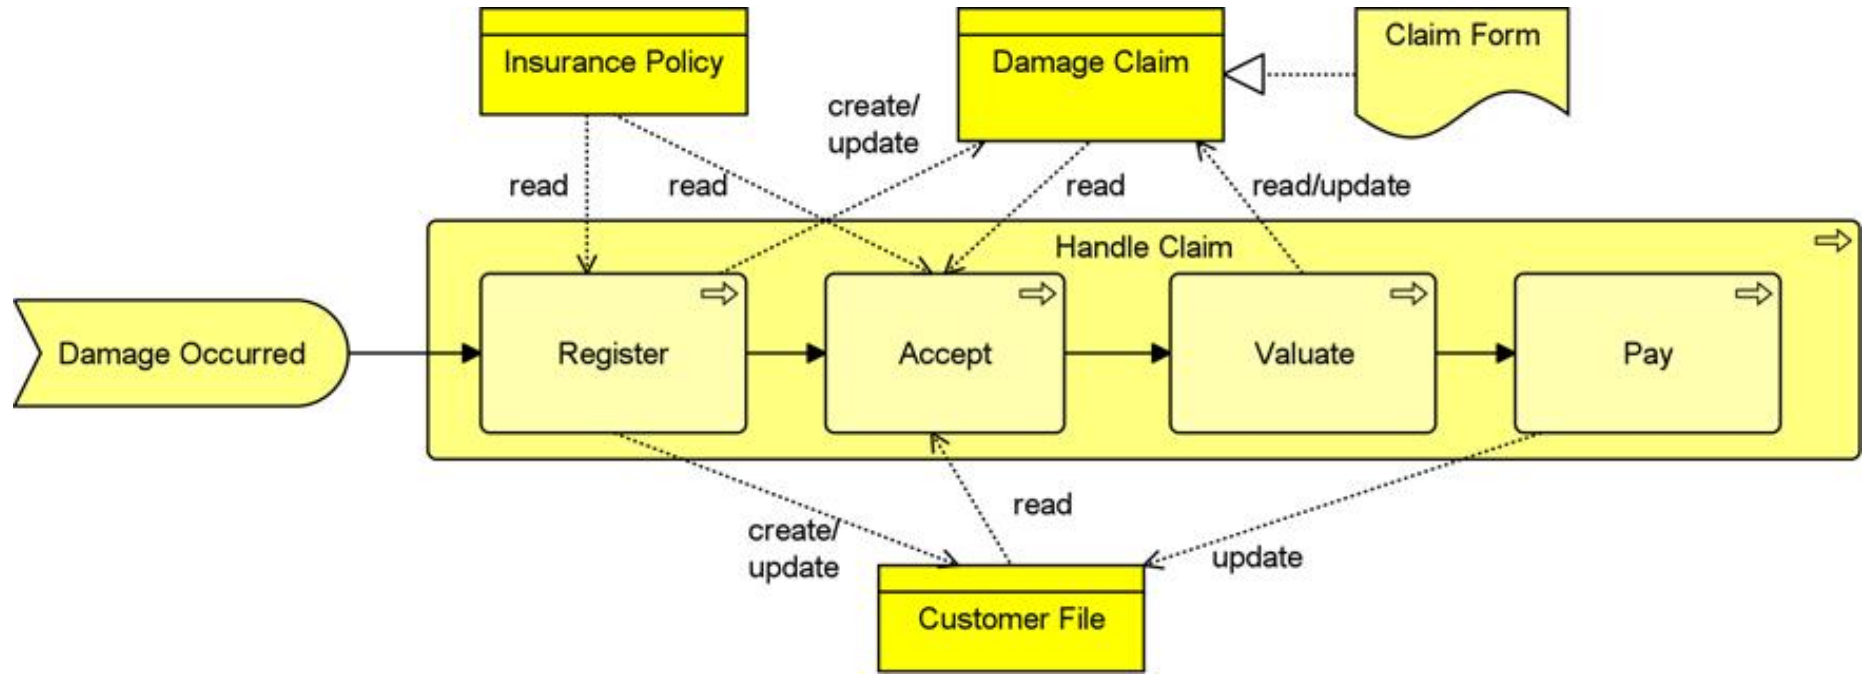 Insurance Policy
Damage Claim
Claim Form
create/
update
read
read
read
read/update
Handle Claim
Damage Occurred
Register
Accept
Valuate
Pay
create/
update
read
update
Customer File